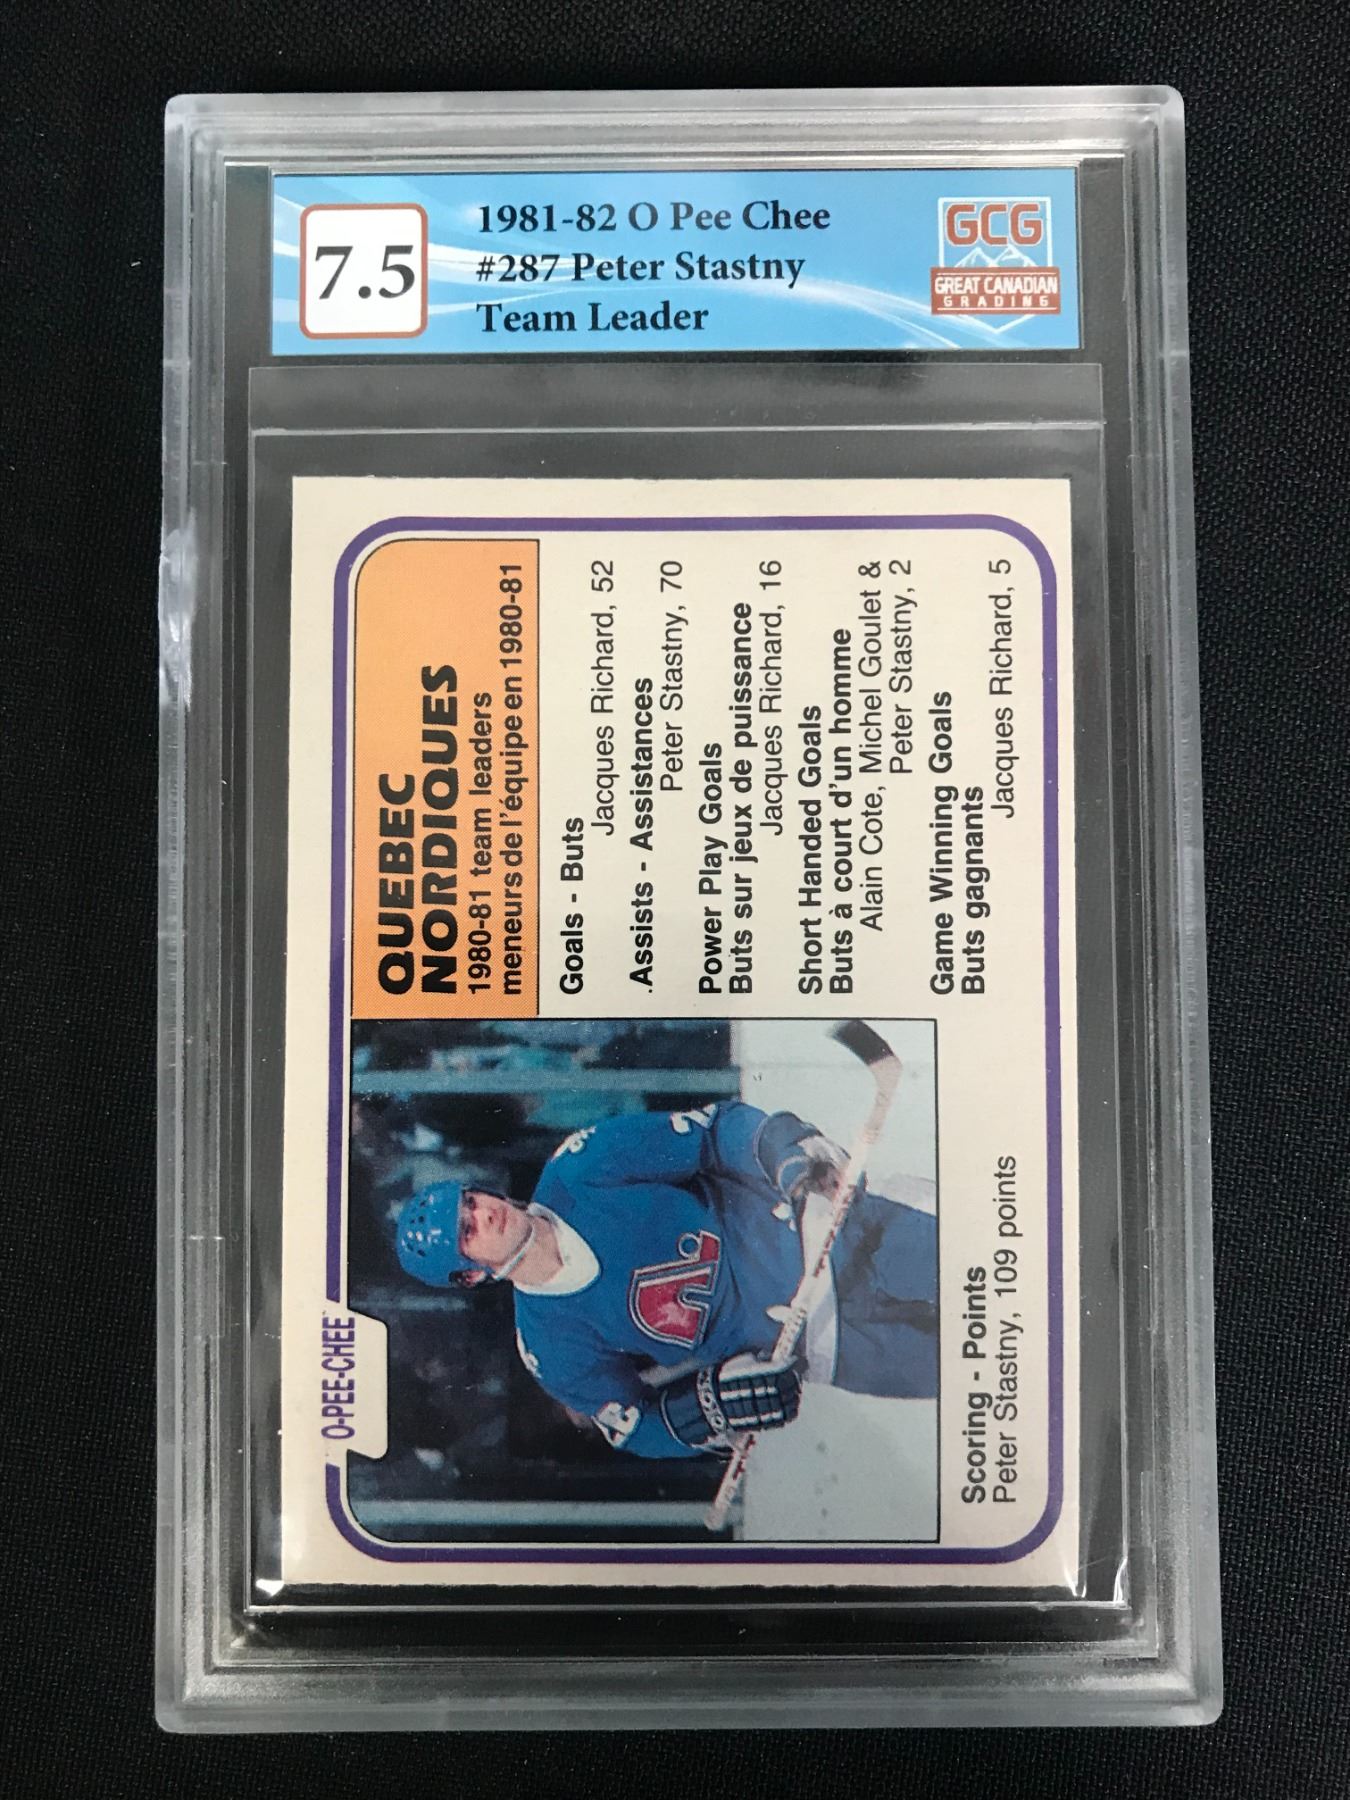 7.5
1981-82 O Pee Chee
#287 Peter Stastny
Team Leader
GCG
GREAT CANADIAN
GRADING
O-PEE-CHEE
QUEBEC
NORDIQUES
1980-81 team leaders
meneurs de l'équipe en 1980-81
Goals - Buts
Jacques Richard, 52
Assists - Assistances
Peter Stastny, 70
Power Play Goals
Buts sur jeux de puissance
Jacques Richard, 16
Short Handed Goals
Buts à court d'un homme
Alain Cote, Michel Goulet &
Peter Stastny, 2
Game Winning Goals
Buts gagnants
Jacques Richard, 5
Scoring - Points
Peter Stastny, 109 points